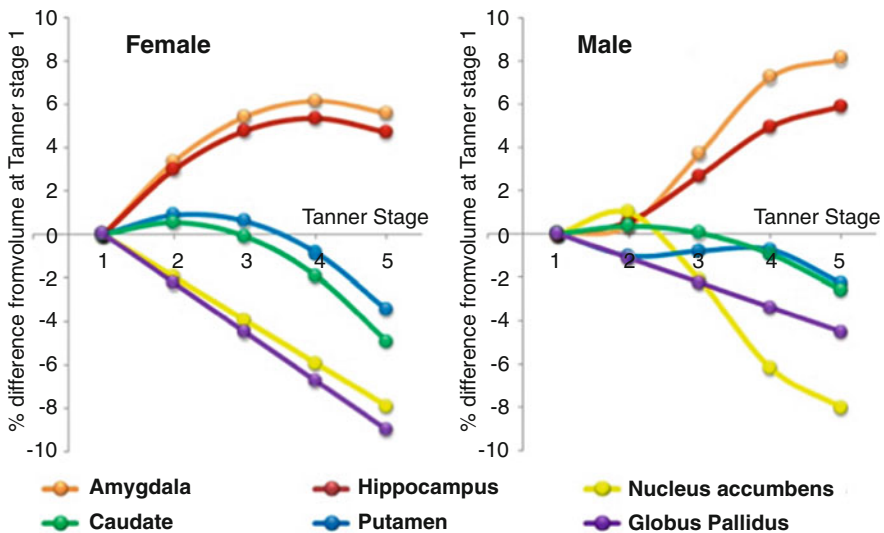 Female
% difference fromvolume at Tanner stage 1
10
8
6
4
2
0
-2
-4
-6
-8
-10
Tanner Stage
1 2 3 4 5
Male
% difference fromvolume at Tanner stage 1
10
8
6
4
2
0
-2
-4
-6
-8
-10
Tanner Stage
1 2 3 4 5
Amygdala Hippocampus Nucleus accumbens
Caudate Putamen Globus Pallidus